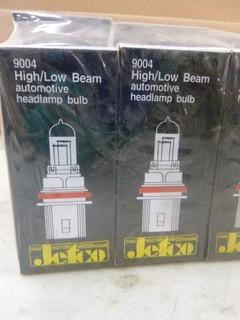 9004
High/Low Beam
automotive
headlamp bulb
Jetco
9004
High/Low Beam
automotive
headlamp bulb
Jetco